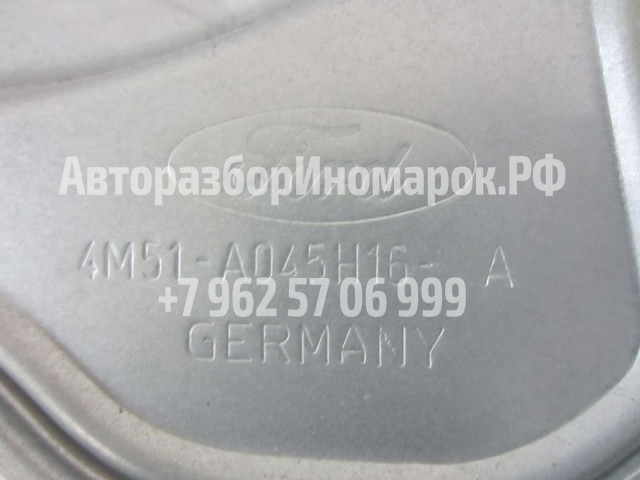 Ford
АвторазборИномарок.РФ
4M51-A045H16- A
+7 962 57 06 999
GERMANY